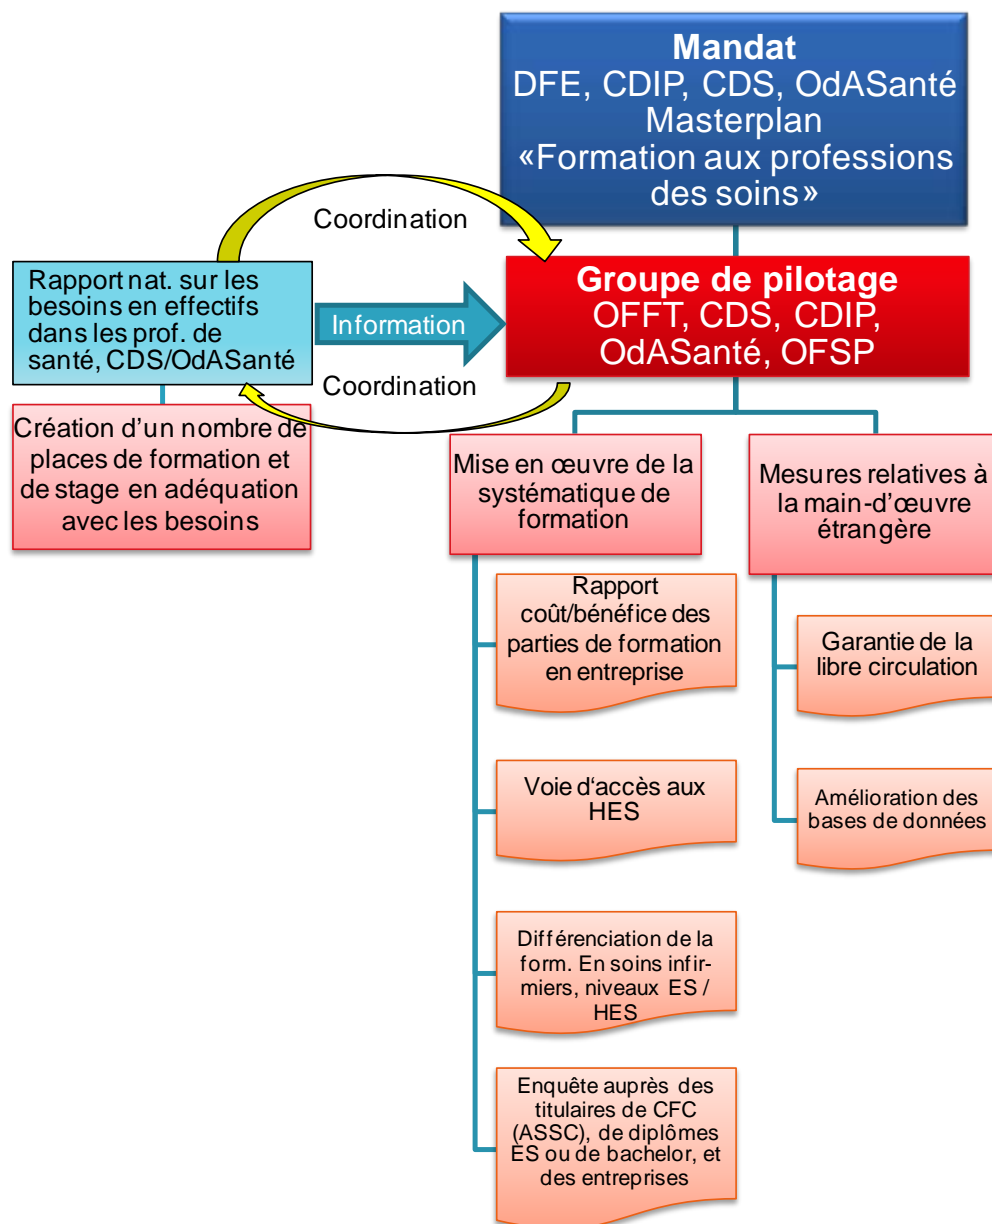 Mandat
DFE, CDIP, CDS, OdASanté
Masterplan
«Formation aux professions
des soins»
Coordination
Rapport nat. sur les
besoins en effectifs
dans les prof. de
santé, CDS/OdASanté
Information
Groupe de pilotage
OFFT, CDS, CDIP,
OdASanté, OFSP
Coordination
Création d'un nombre de
places de formation et
de stage en adéquation
avec les besoins
Mise en œuvre de la
systématique de
formation
Mesures relatives à
la main-d'œuvre
étrangère
Rapport
coût/bénéfice des
parties de formation
en entreprise
Garantie de la
libre circulation
Voie d'accès aux
HES
Amélioration des
bases de données
Différenciation de la
form. En soins infir-
miers, niveaux ES /
HES
Enquête auprès des
titulaires de CFC
(ASSC), de diplômes
ES ou de bachelor, et
des entreprises